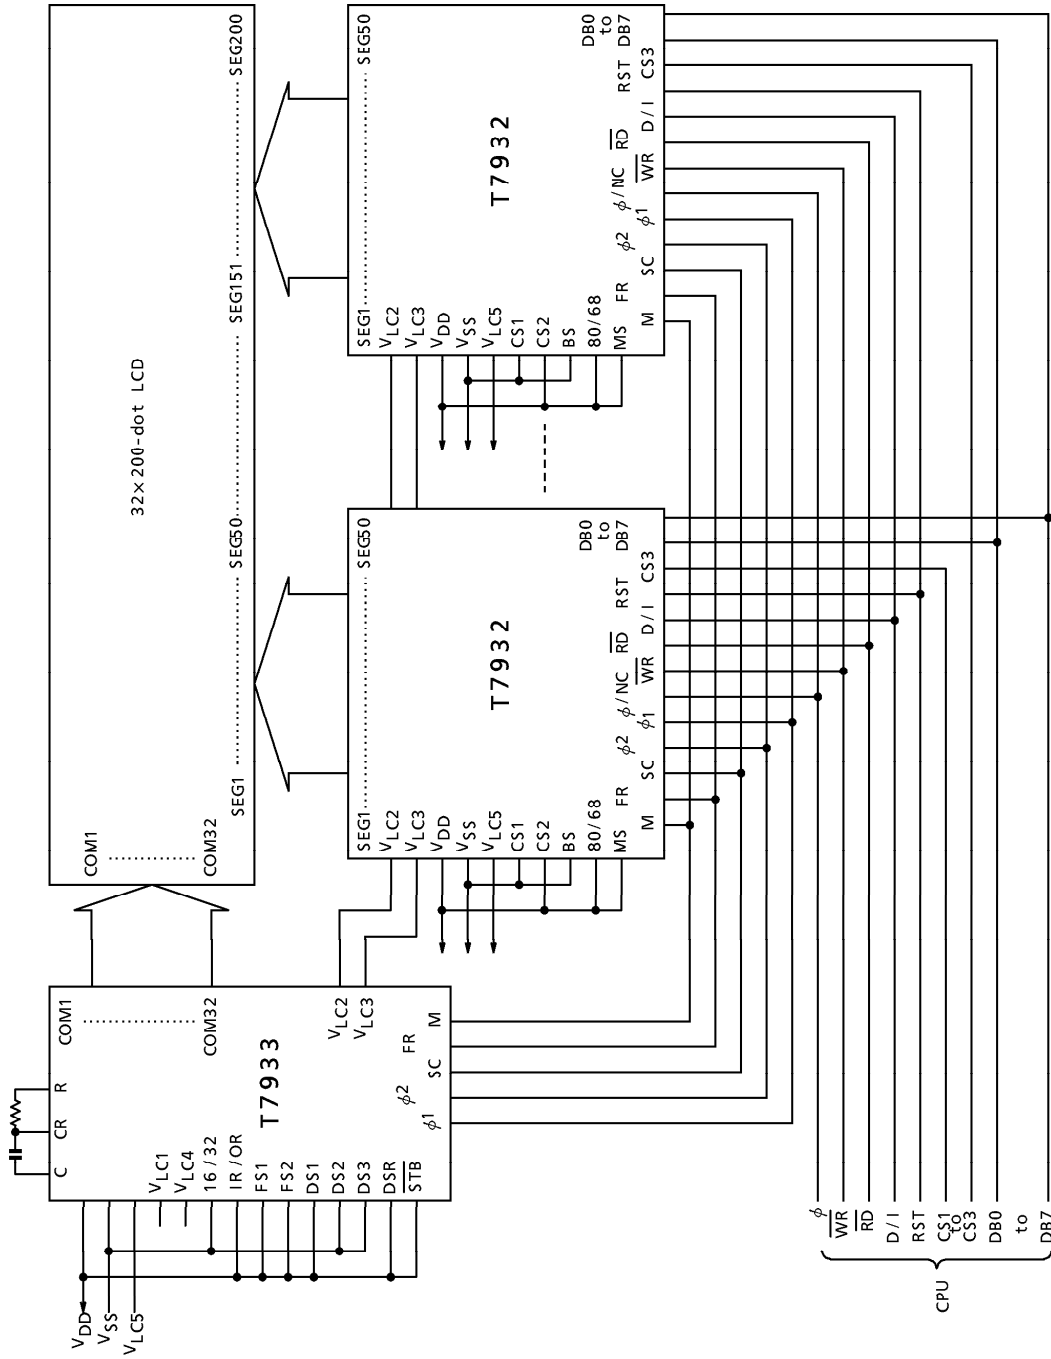 32×200-dot LCD
COM1
COM32
SEG1
SEG50
SEG151
SEG200
T7933
R
CR
C
COM1
COM32
VLC2
VLC3
M
FR
SC
φ2
φ1
VLC1
VLC4
16/32
IR/OR
FS1
FS2
DS1
DS2
DS3
DSR
STB
VDD
VSS
VLC5
T7932
SEG1
SEG50
VLC2
VLC3
VDD
VSS
VLC5
CS1
CS2
BS
80/68
MS
M
FR
SC
φ2
φ1
φ/NC
WR
RD
D/I
RST
CS3
DB0
to
DB7
T7932
SEG1
SEG50
VLC2
VLC3
VDD
VSS
VLC5
CS1
CS2
BS
80/68
MS
M
FR
SC
φ2
φ1
φ/NC
WR
RD
D/I
RST
CS3
DB0
to
DB7
φ
WR
RD
D/I
RST
CS1
to
CS3
DB0
to
DB7
CPU